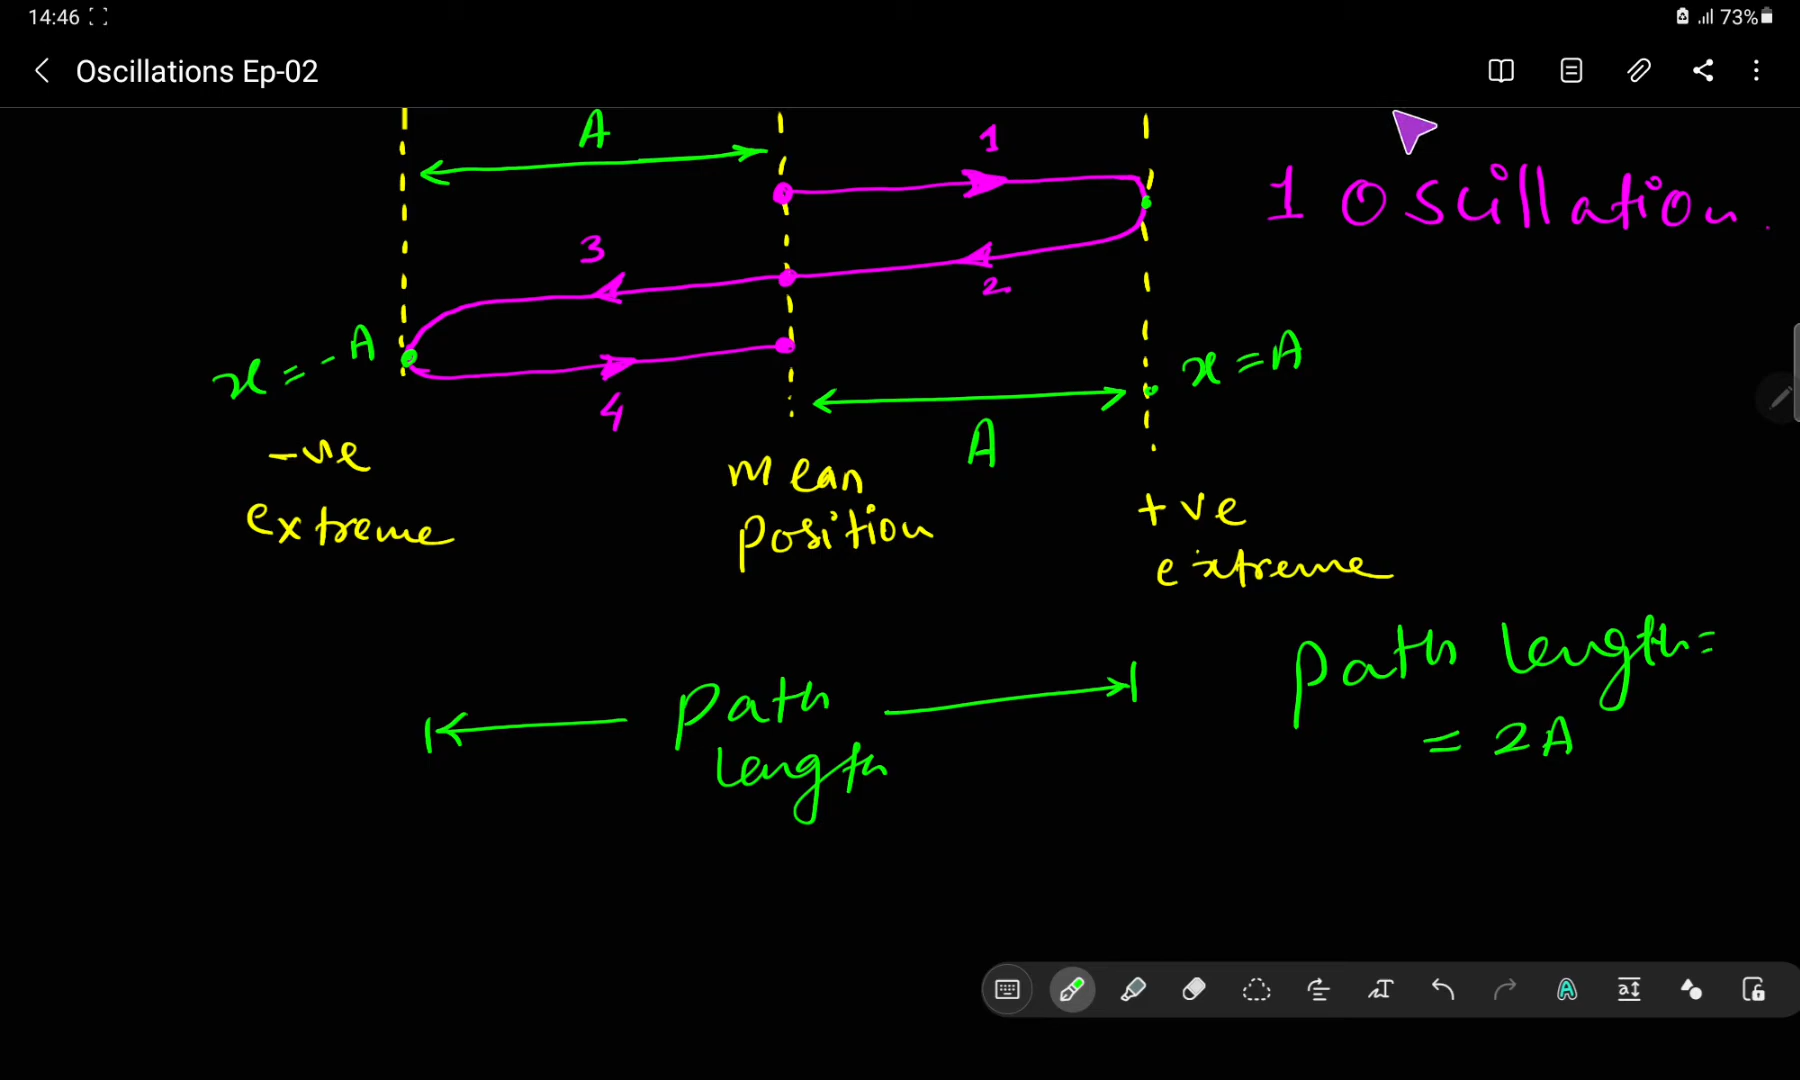 14:46
73%
Oscillations Ep-02
A
1
1 Oscillation.
3
2
x = -A
4
x = A
A
-ve
extreme
Mean
position
+ve
extreme
Path length =
= 2A
Path
length